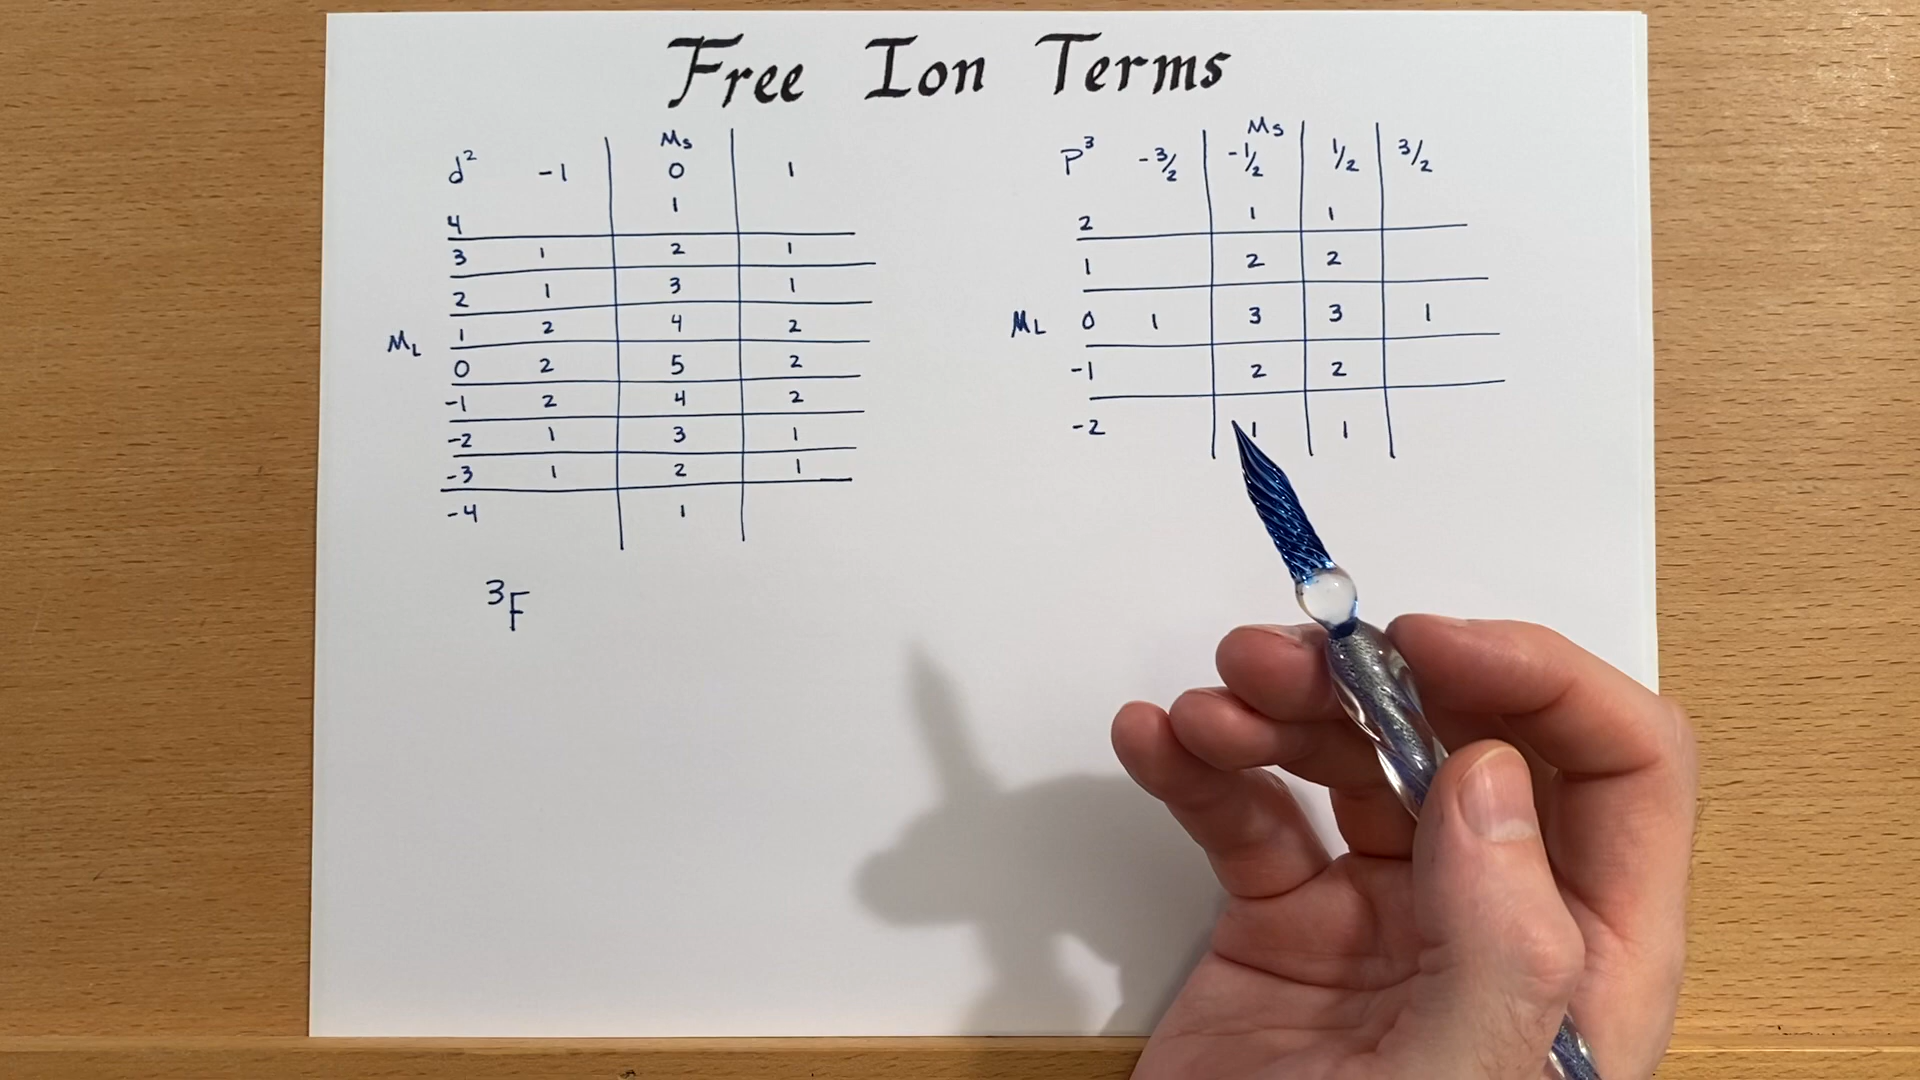 Free Ion Terms
Ms
d² -1 0 1
4 1
3 1 2 1
2 1 3 1
1 2 4 2
ML
0 2 5 2
-1 2 4 2
-2 1 3 1
-3 1 2 1
-4 1
³F
Ms
P³ -3/2 -1/2 1/2 3/2
2 1 1
1 2 2
ML 0 1 3 3 1
-1 2 2
-2 1 1